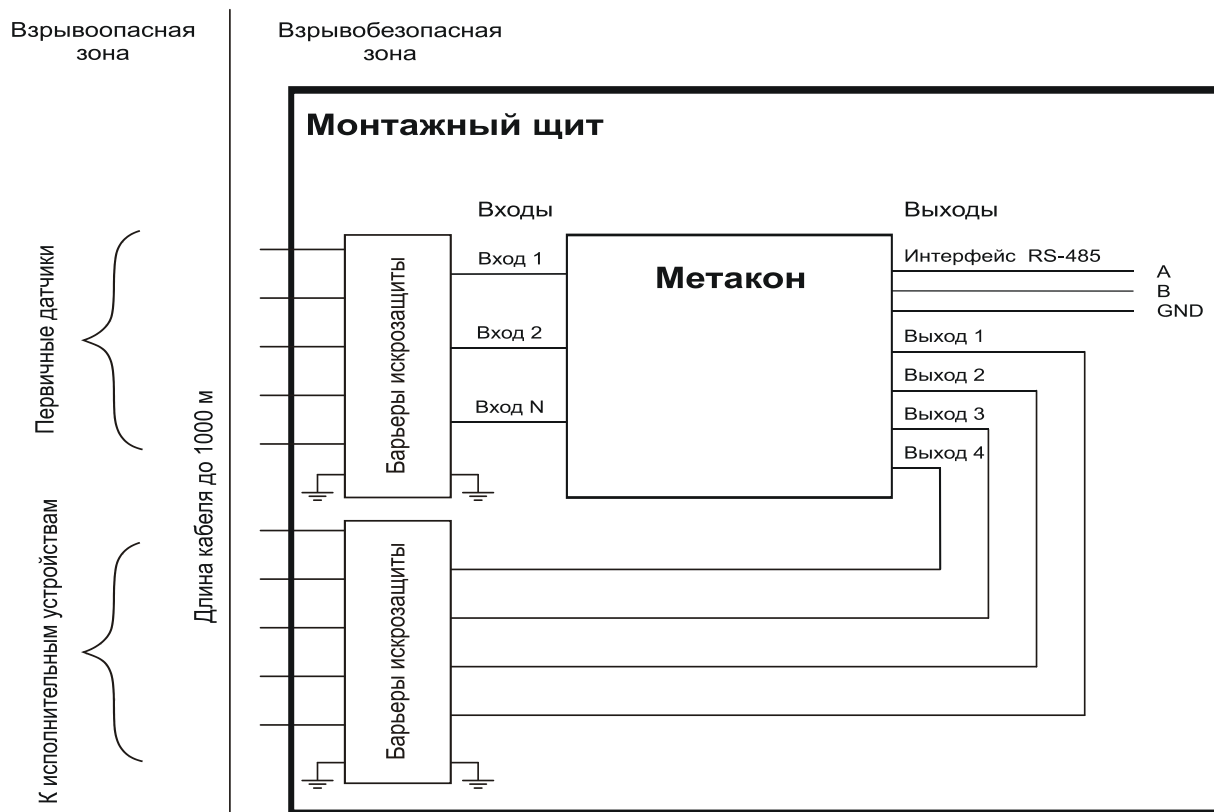 Взрывоопасная
зона
Взрывобезопасная
зона
Монтажный щит
Входы
Выходы
Первичные датчики
Барьеры искрозащиты
Вход 1
Вход 2
Вход N
Метакон
Интерфейс RS-485
A
B
GND
Выход 1
Выход 2
Выход 3
Выход 4
Длина кабеля до 1000 м
К исполнительным устройствам
Барьеры искрозащиты